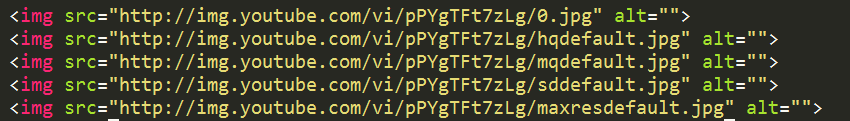 <img src="http://img.youtube.com/vi/pPYgTFt7zLg/0.jpg" alt="">
<img src="http://img.youtube.com/vi/pPYgTFt7zLg/hqdefault.jpg" alt="">
<img src="http://img.youtube.com/vi/pPYgTFt7zLg/mqdefault.jpg" alt="">
<img src="http://img.youtube.com/vi/pPYgTFt7zLg/sddefault.jpg" alt="">
<img src="http://img.youtube.com/vi/pPYgTFt7zLg/maxresdefault.jpg" alt="">